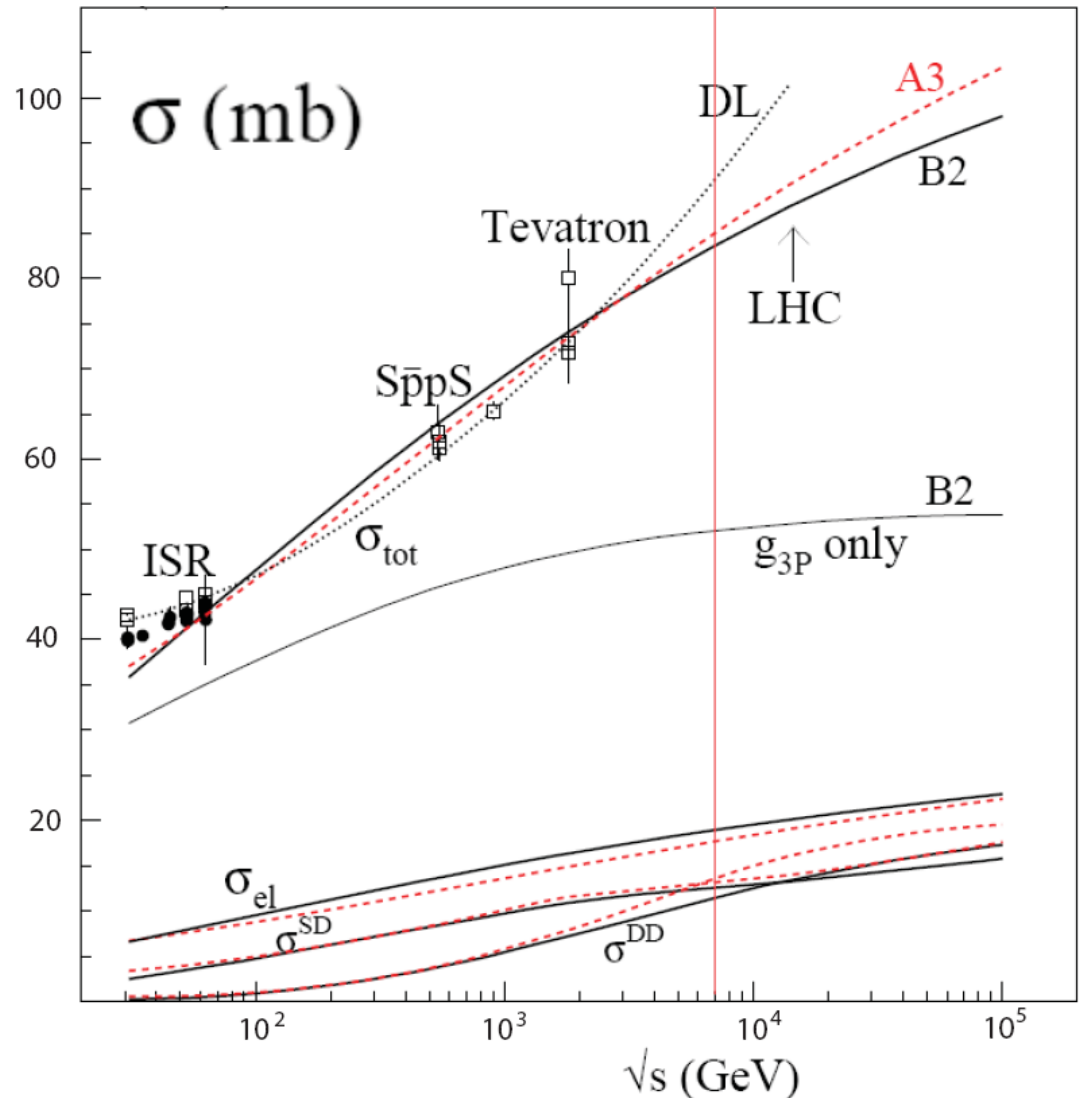 σ (mb)
100
80
60
40
20
DL
A3
B2
Tevatron
LHC
Sp̄pS
σtot
ISR
B2
g3P only
σel
σSD
σDD
10²
10³
10⁴
10⁵
√s (GeV)